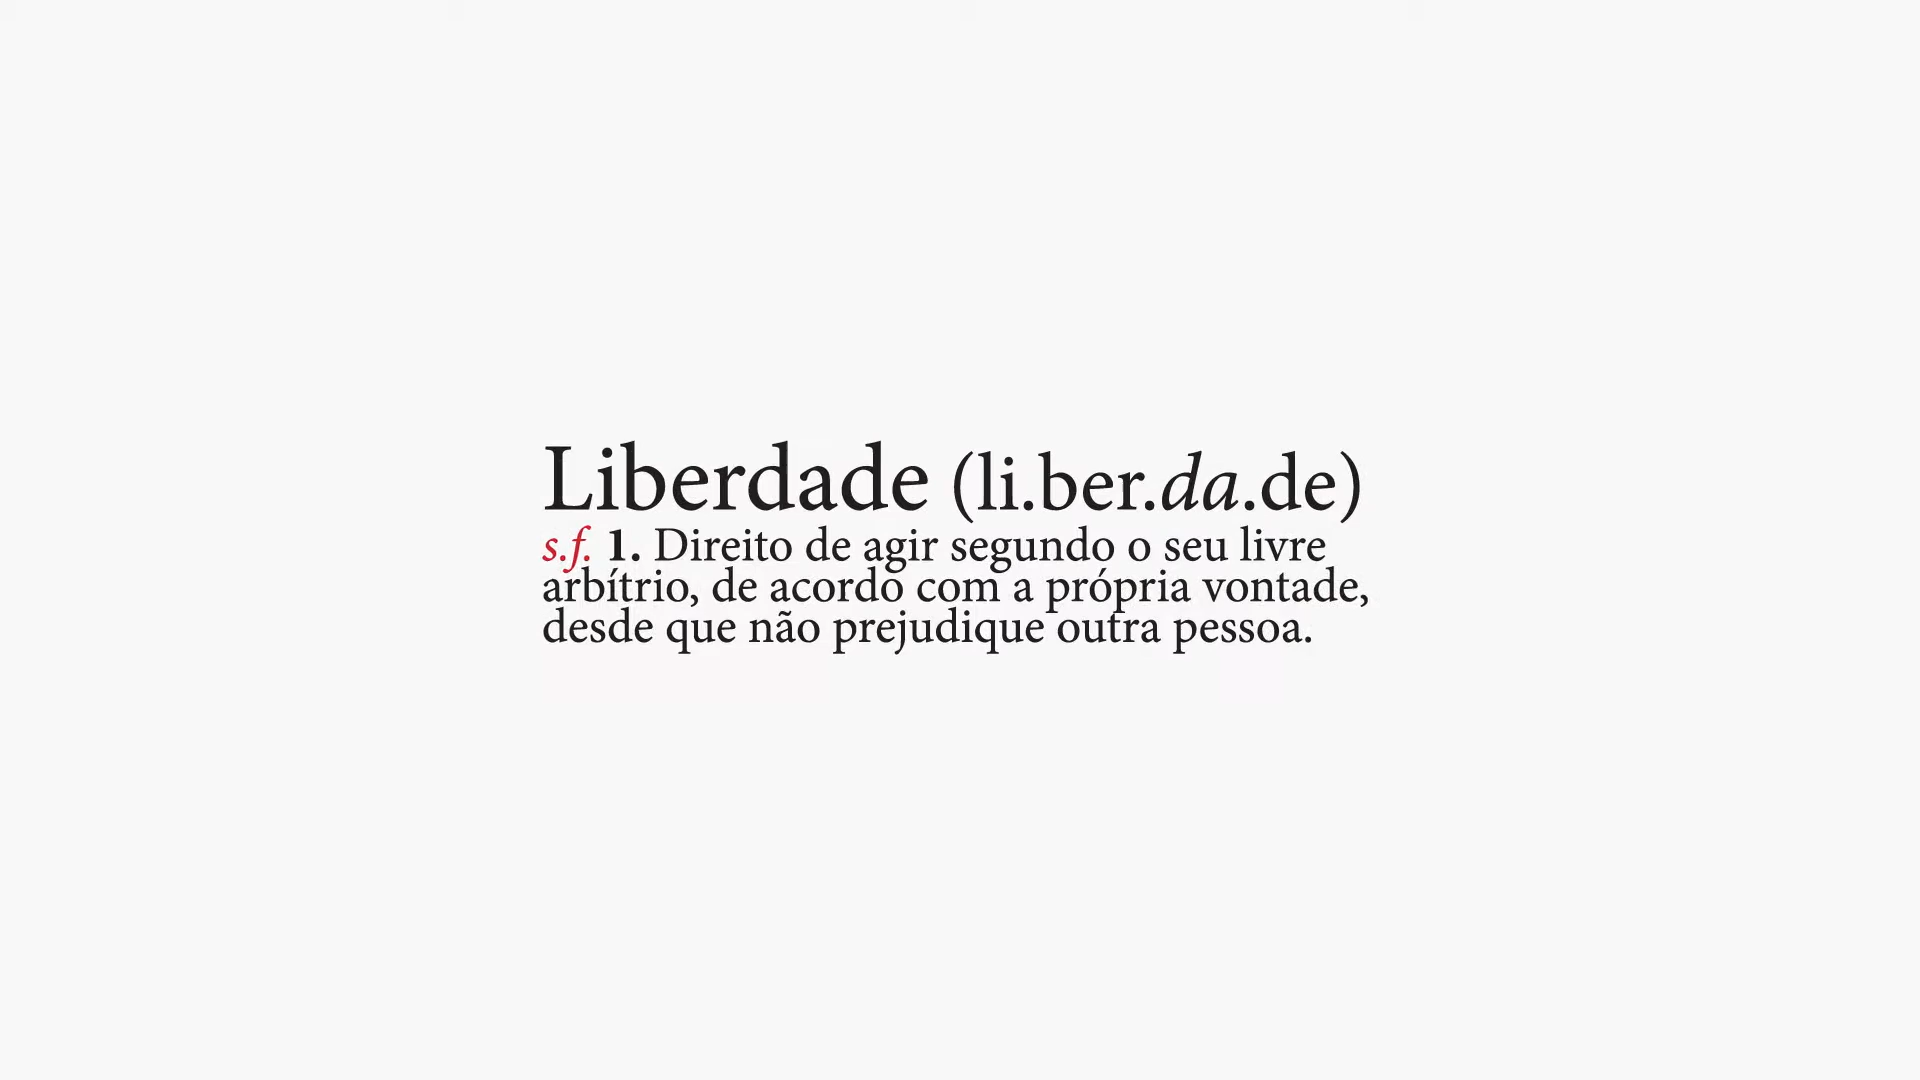 Liberdade (li.ber.da.de)
s.f. 1. Direito de agir segundo o seu livre
arbítrio, de acordo com a própria vontade,
desde que não prejudique outra pessoa.